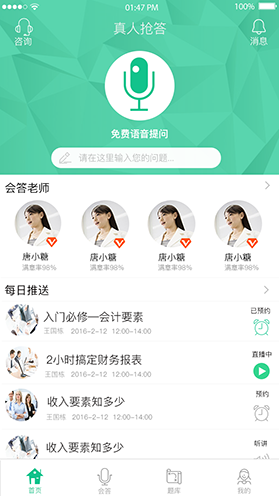 01:47 PM
100%
咨询
真人抢答
消息
免费语音提问
请在这里输入您的问题...
会答老师
唐小糖 唐小糖 唐小糖 唐小糖
满意率98% 满意率98% 满意率98% 满意率98%
每日推送
入门必修—会计要素
已预约
王国栋 2016-2-12 12:00-14:00
2小时搞定财务报表
直播中
王国栋 2016-2-12 12:00-14:00
收入要素知多少
预约
王国栋 2016-2-12 12:00-14:00
收入要素知多少
听讲
首页 会答 题库 我的